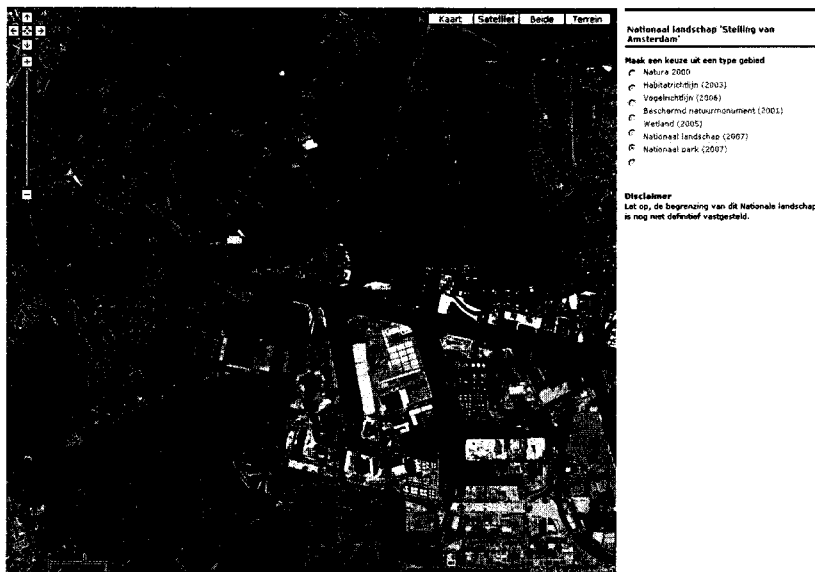 Kaart Satelliet Beide Terrein
Nationaal landschap 'Stelling van
Amsterdam'
Maak een keuze uit een type gebied
Natura 2000
Habitatrichtlijn (2003)
Vogelrichtlijn (2006)
Beschermd natuurmonument (2001)
Wetland (2005)
Nationaal landschap (2007)
Nationaal park (2007)
Disclaimer
Let op, de begrenzing van dit Nationale landschap
is nog niet definitief vastgesteld.